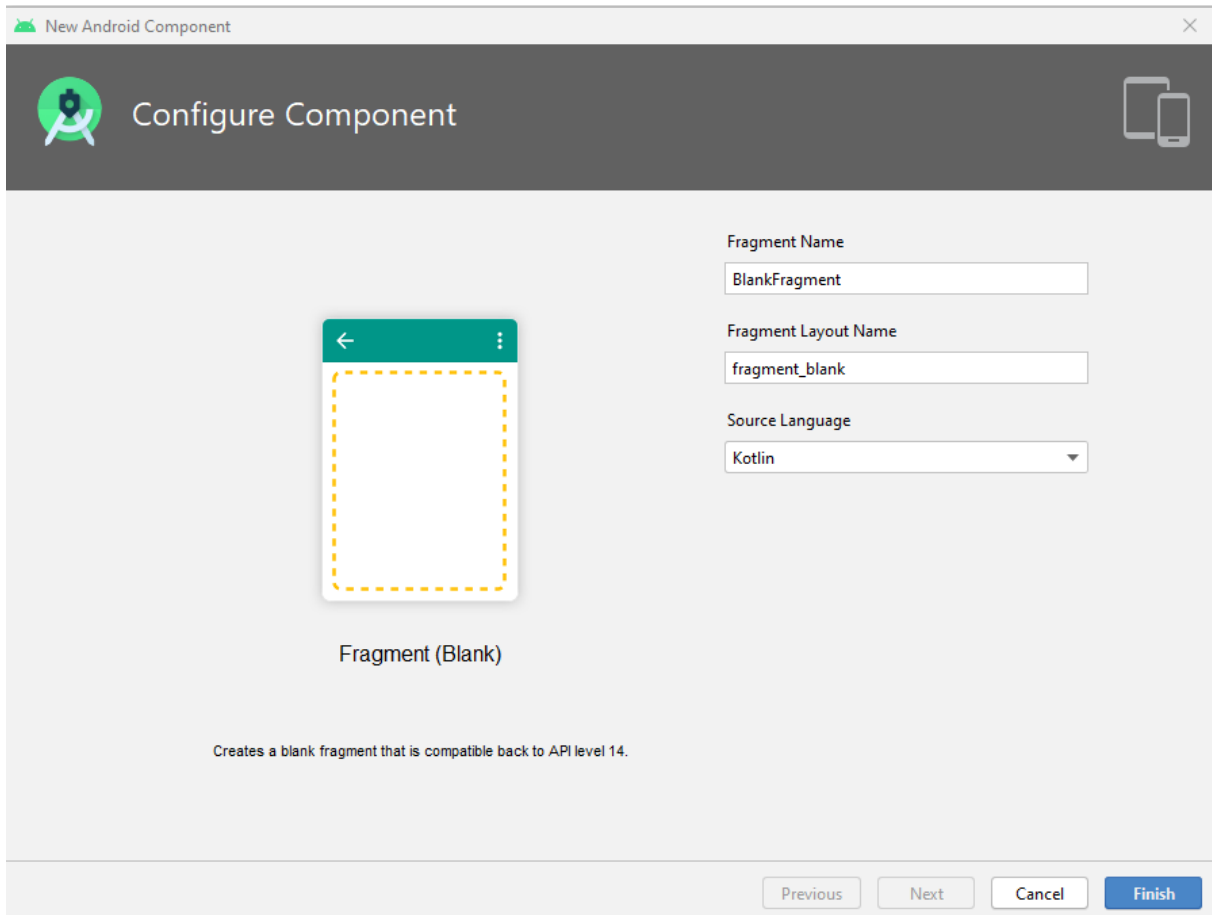 New Android Component
Configure Component
Fragment Name
BlankFragment
Fragment Layout Name
fragment_blank
Source Language
Kotlin
Fragment (Blank)
Creates a blank fragment that is compatible back to API level 14.
Previous
Next
Cancel
Finish